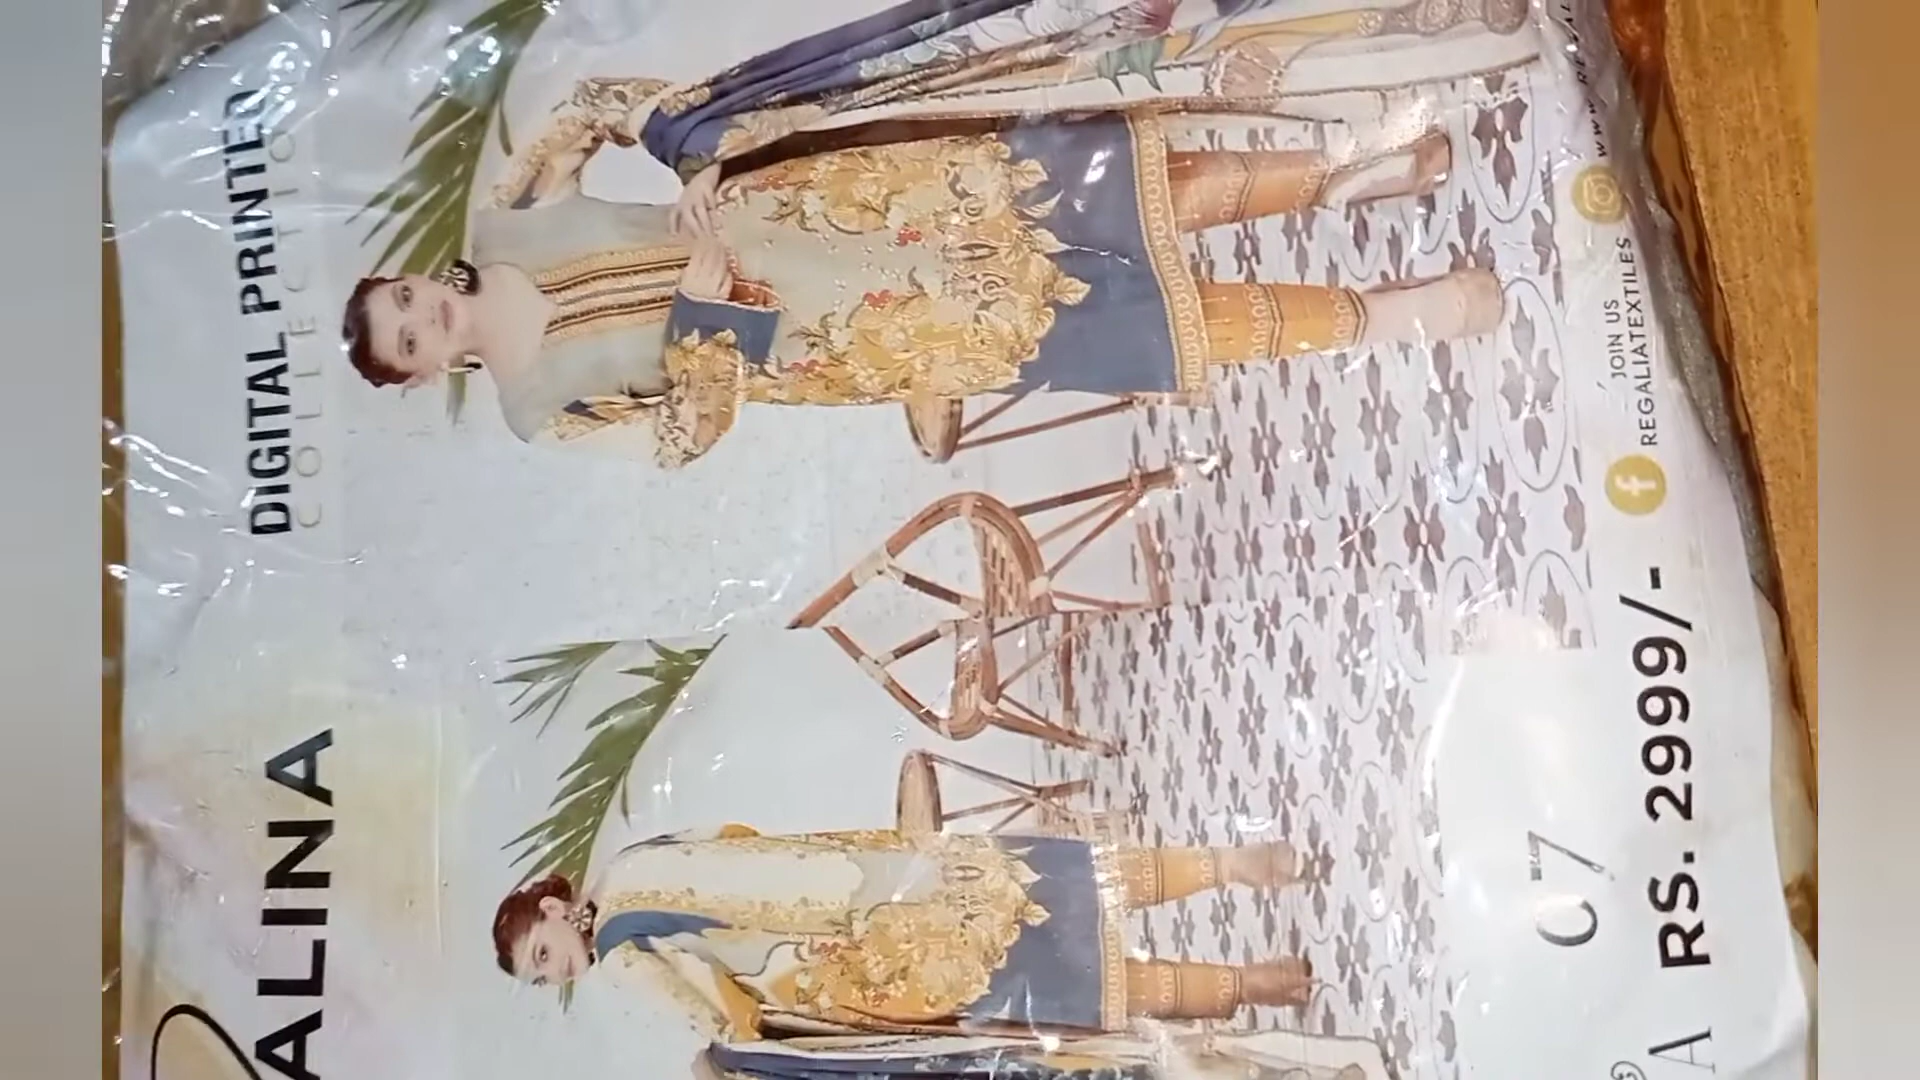 ALINA
DIGITAL PRINTED
COLLECTION
07
RS. 2999/-
JOIN US
REGALIATEXTILES
A